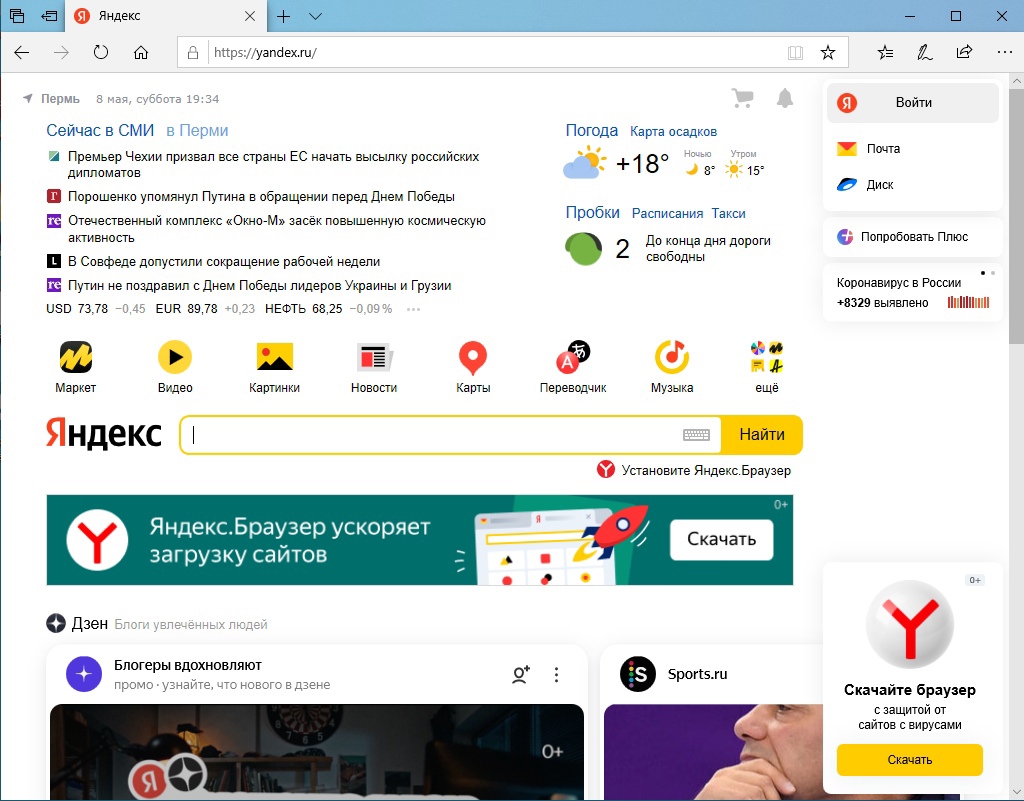 Яндекс
https://yandex.ru/
Пермь 8 мая, суббота 19:34
Сейчас в СМИ в Перми
Премьер Чехии призвал все страны ЕС начать высылку российских
дипломатов
Порошенко упомянул Путина в обращении перед Днем Победы
Отечественный комплекс «Окно-М» засёк повышенную космическую
активность
В Совфеде допустили сокращение рабочей недели
Путин не поздравил с Днем Победы лидеров Украины и Грузии
USD 73,78 −0,45 EUR 89,78 +0,23 НЕФТЬ 68,25 −0,09 % ···
Погода Карта осадков
+18° Ночью 8° Утром 15°
Пробки Расписания Такси
2 До конца дня дороги
свободны
Войти
Почта
Диск
Попробовать Плюс
Коронавирус в России
+8329 выявлено
Маркет Видео Картинки Новости Карты Переводчик Музыка ещё
Яндекс Найти
Установите Яндекс.Браузер
0+
Яндекс.Браузер ускоряет
загрузку сайтов
Скачать
Дзен Блоги увлечённых людей
Блогеры вдохновляют
промо · узнайте, что нового в дзене
0+
Sports.ru
0+
Скачайте браузер
с защитой от
сайтов с вирусами
Скачать